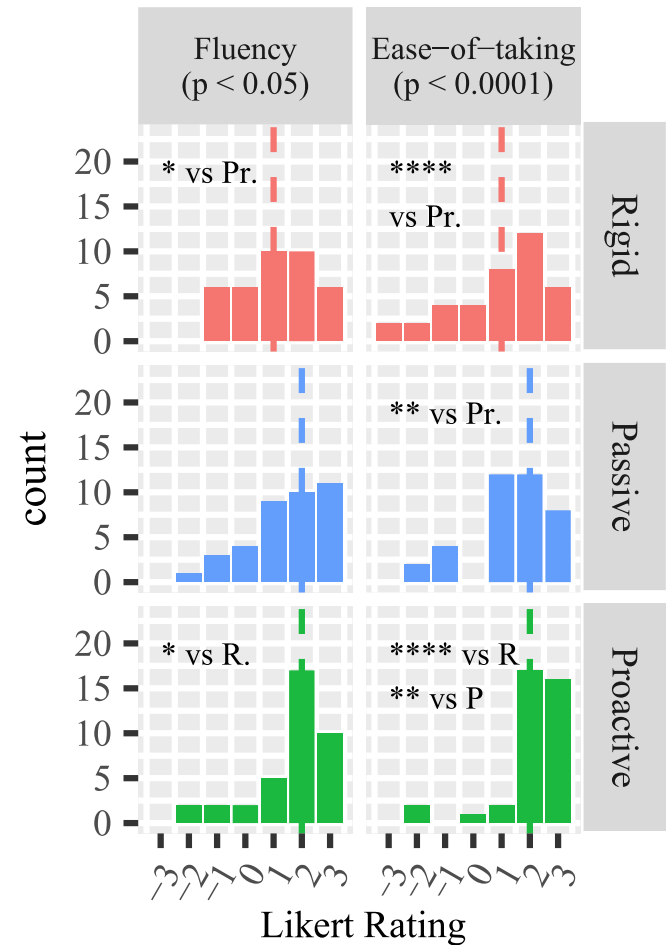 Fluency
(p < 0.05)
Ease−of−taking
(p < 0.0001)
* vs Pr.
****
vs Pr.
Rigid
20
15
10
5
0
** vs Pr.
Passive
20
15
10
5
0
count
* vs R.
**** vs R
** vs P
Proactive
20
15
10
5
0
−3
−2
−1
0
1
2
3
−3
−2
−1
0
1
2
3
Likert Rating